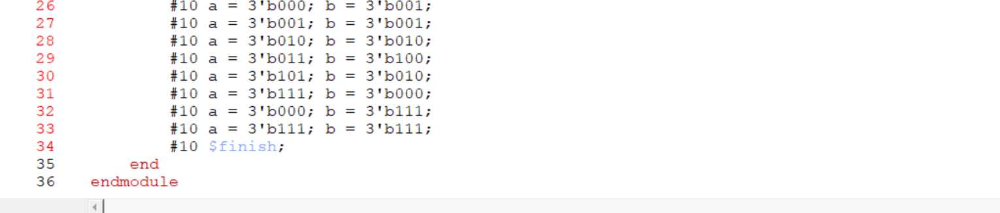 26 #10 a = 3'b000; b = 3'b001;
27 #10 a = 3'b001; b = 3'b001;
28 #10 a = 3'b010; b = 3'b010;
29 #10 a = 3'b011; b = 3'b100;
30 #10 a = 3'b101; b = 3'b010;
31 #10 a = 3'b111; b = 3'b000;
32 #10 a = 3'b000; b = 3'b111;
33 #10 a = 3'b111; b = 3'b111;
34 #10 $finish;
35 end
36 endmodule